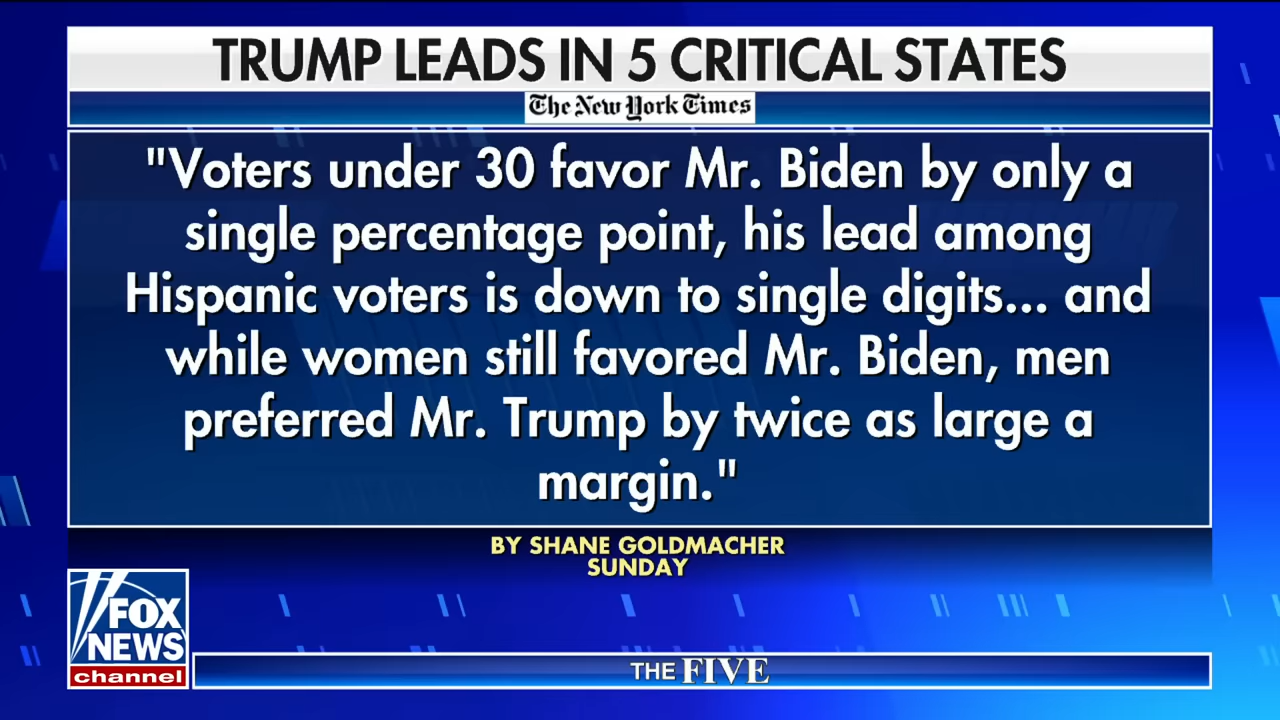 TRUMP LEADS IN 5 CRITICAL STATES
The New York Times
"Voters under 30 favor Mr. Biden by only a
single percentage point, his lead among
Hispanic voters is down to single digits... and
while women still favored Mr. Biden, men
preferred Mr. Trump by twice as large a
margin."
BY SHANE GOLDMACHER
SUNDAY
FOX
NEWS
channel
THE FIVE